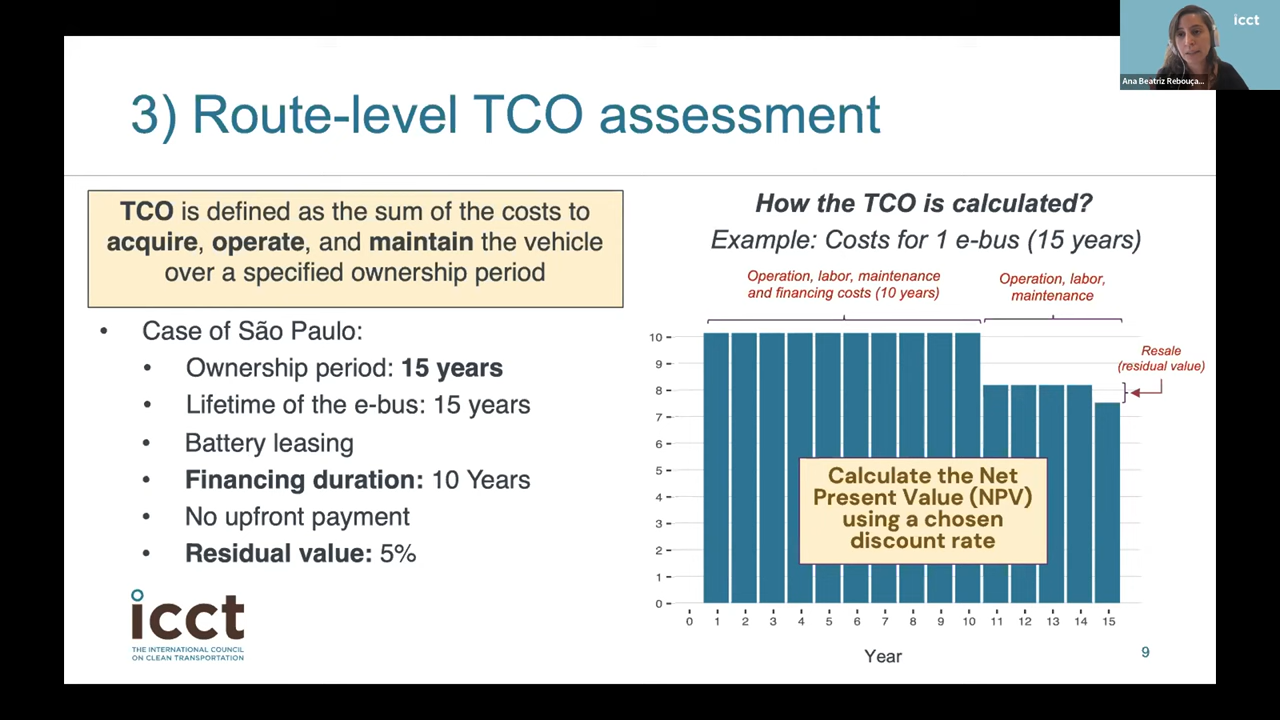 icct
Ana Beatriz Rebouça...
3) Route-level TCO assessment
TCO is defined as the sum of the costs to
acquire, operate, and maintain the vehicle
over a specified ownership period
• Case of São Paulo:
• Ownership period: 15 years
• Lifetime of the e-bus: 15 years
• Battery leasing
• Financing duration: 10 Years
• No upfront payment
• Residual value: 5%
icct
THE INTERNATIONAL COUNCIL
ON CLEAN TRANSPORTATION
How the TCO is calculated?
Example: Costs for 1 e-bus (15 years)
Operation, labor, maintenance
and financing costs (10 years)
Operation, labor,
maintenance
Resale
(residual value)
10
9
8
7
6
5
4
3
2
1
0
Calculate the Net
Present Value (NPV)
using a chosen
discount rate
0 1 2 3 4 5 6 7 8 9 10 11 12 13 14 15
Year
9